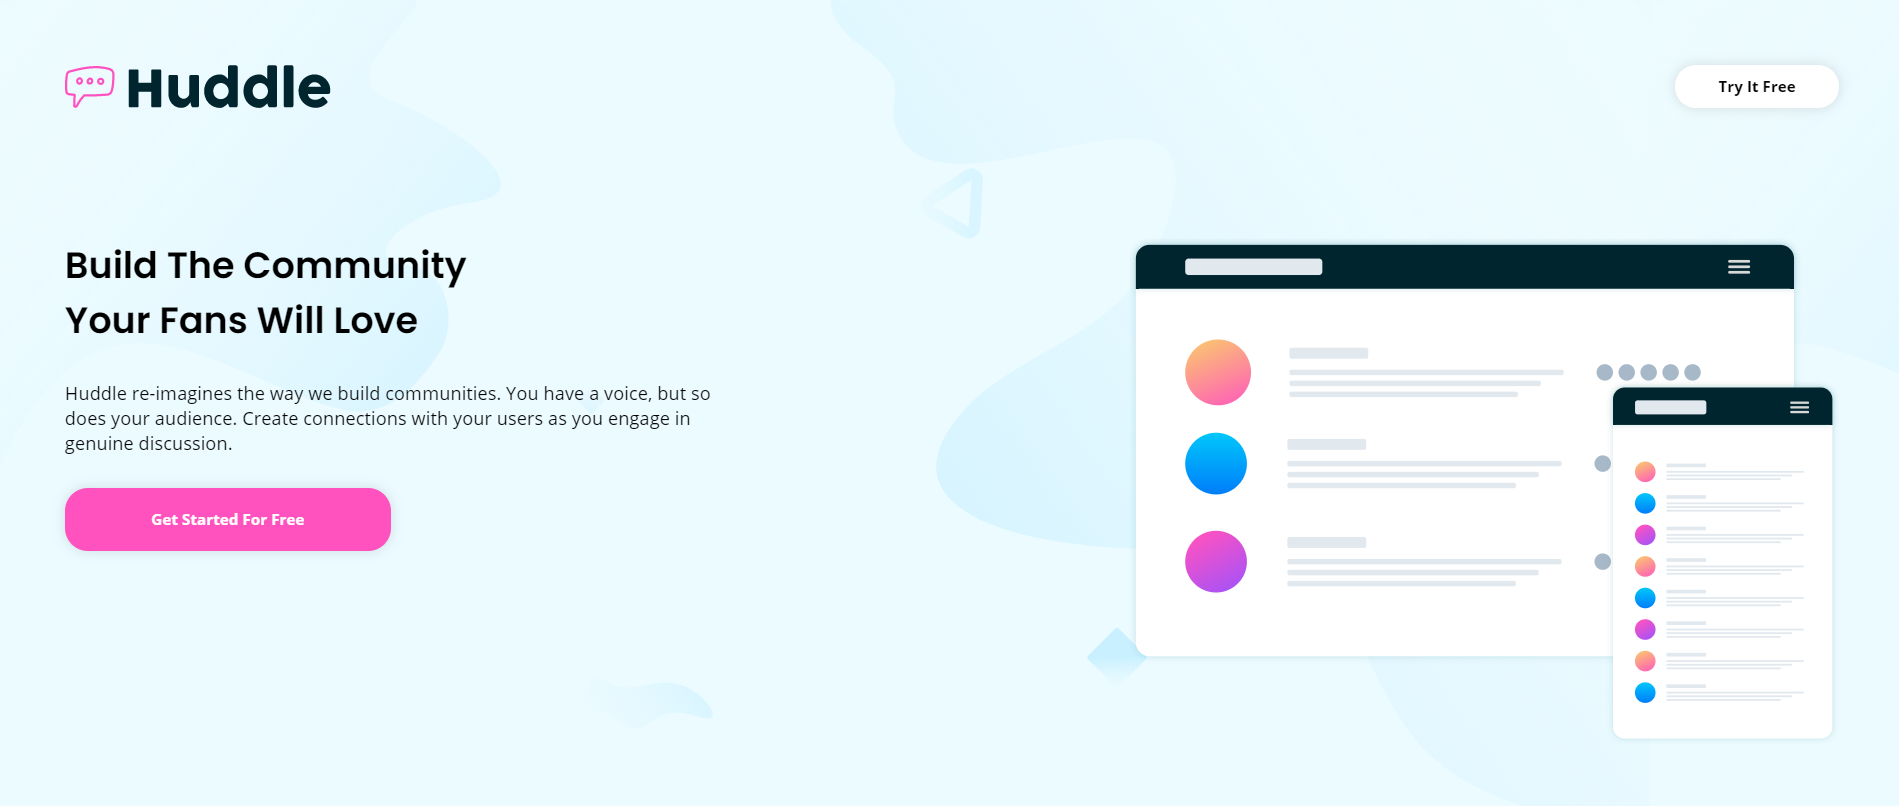 Huddle
Try It Free
Build The Community
Your Fans Will Love
Huddle re-imagines the way we build communities. You have a voice, but so
does your audience. Create connections with your users as you engage in
genuine discussion.
Get Started For Free